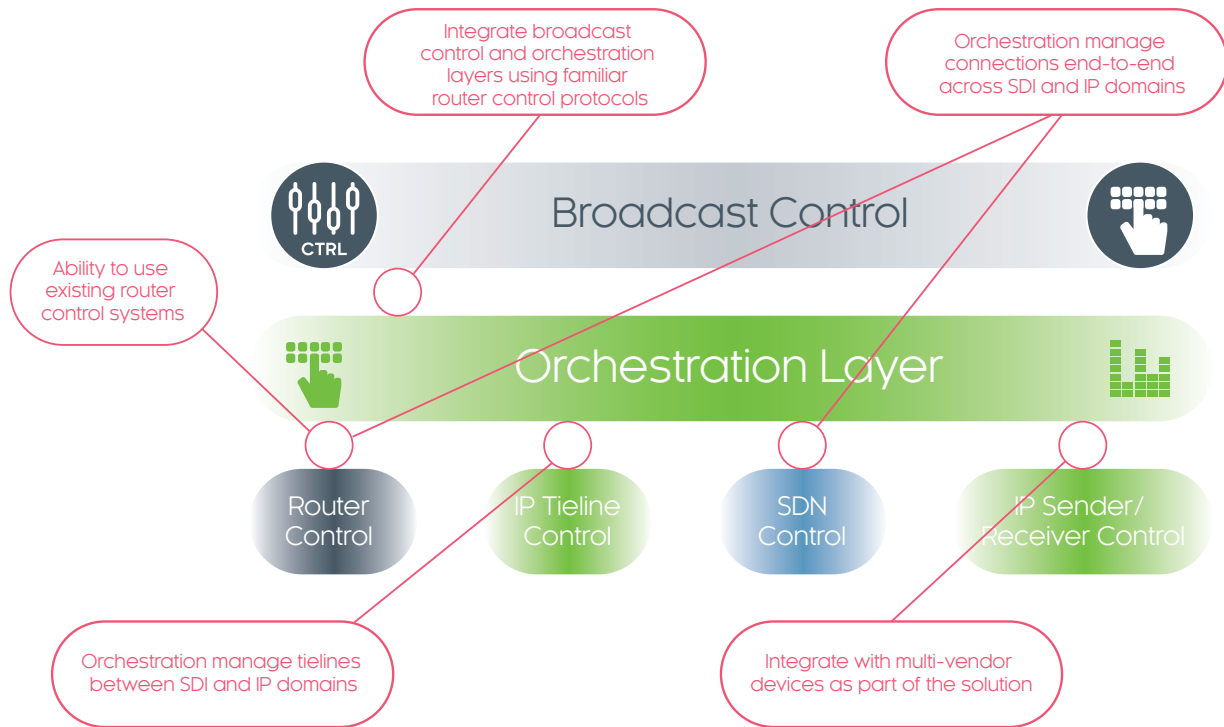 Integrate broadcast
control and orchestration
layers using familiar
router control protocols
Orchestration manage
connections end-to-end
across SDI and IP domains
CTRL
Broadcast Control
Ability to use
existing router
control systems
Orchestration Layer
Router
Control
IP Tieline
Control
SDN
Control
IP Sender/
Receiver Control
Orchestration manage tielines
between SDI and IP domains
Integrate with multi-vendor
devices as part of the solution